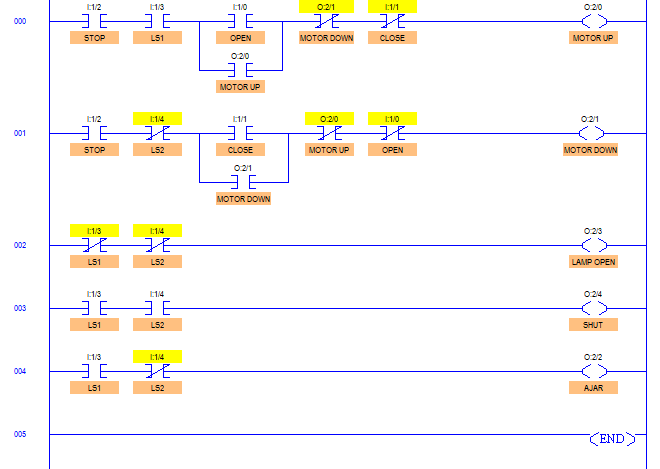 I:1/2 I:1/3 I:1/0 O:2/1 I:1/1 O:2/0
000
STOP LS1 OPEN MOTOR DOWN CLOSE MOTOR UP
O:2/0
MOTOR UP
I:1/2 I:1/4 I:1/1 O:2/0 I:1/0 O:2/1
001
STOP LS2 CLOSE MOTOR UP OPEN MOTOR DOWN
O:2/1
MOTOR DOWN
I:1/3 I:1/4 O:2/3
002
LS1 LS2 LAMP OPEN
I:1/3 I:1/4 O:2/4
003
LS1 LS2 SHUT
I:1/3 I:1/4 O:2/2
004
LS1 LS2 AJAR
005 END